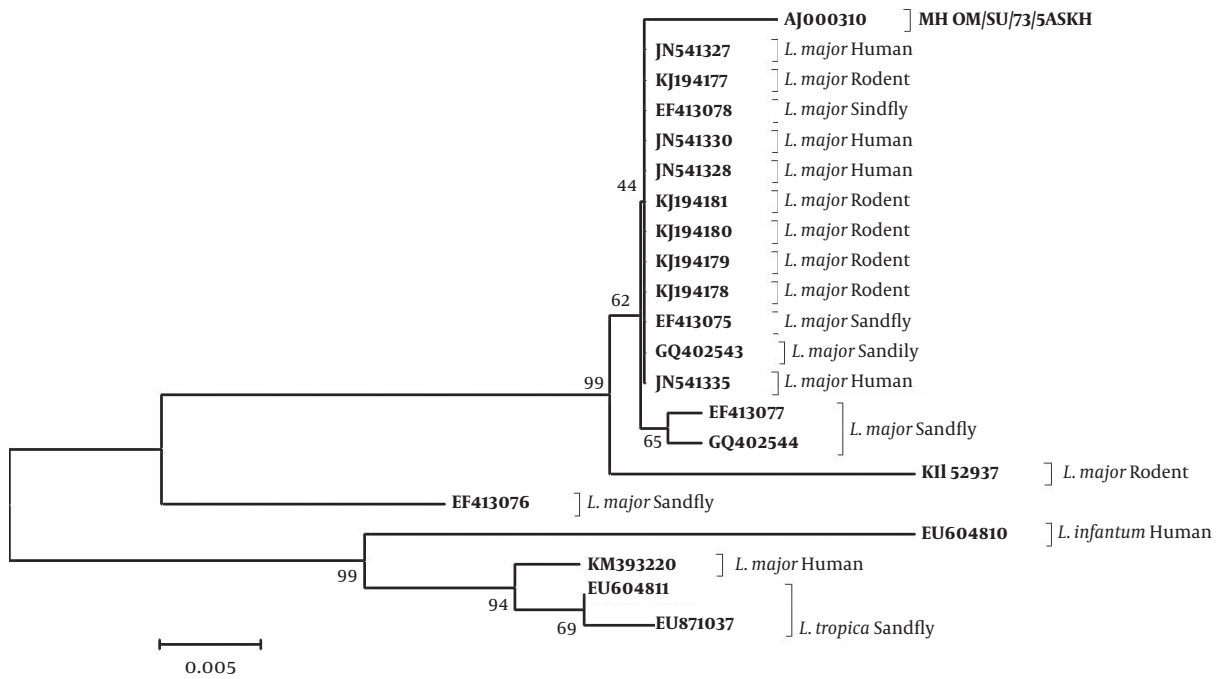 AJ000310 MH OM/SU/73/5ASKH
JN541327 L. major Human
KJ194177 L. major Rodent
EF413078 L. major Sindfly
JN541330 L. major Human
JN541328 L. major Human
44
KJ194181 L. major Rodent
KJ194180 L. major Rodent
KJ194179 L. major Rodent
KJ194178 L. major Rodent
62
EF413075 L. major Sandfly
GQ402543 L. major Sandily
99
JN541335 L. major Human
EF413077
L. major Sandfly
65
GQ402544
KIl 52937 L. major Rodent
EF413076 L. major Sandfly
EU604810 L. infantum Human
KM393220 L. major Human
99
EU604811
94
69
EU871037
L. tropica Sandfly
0.005